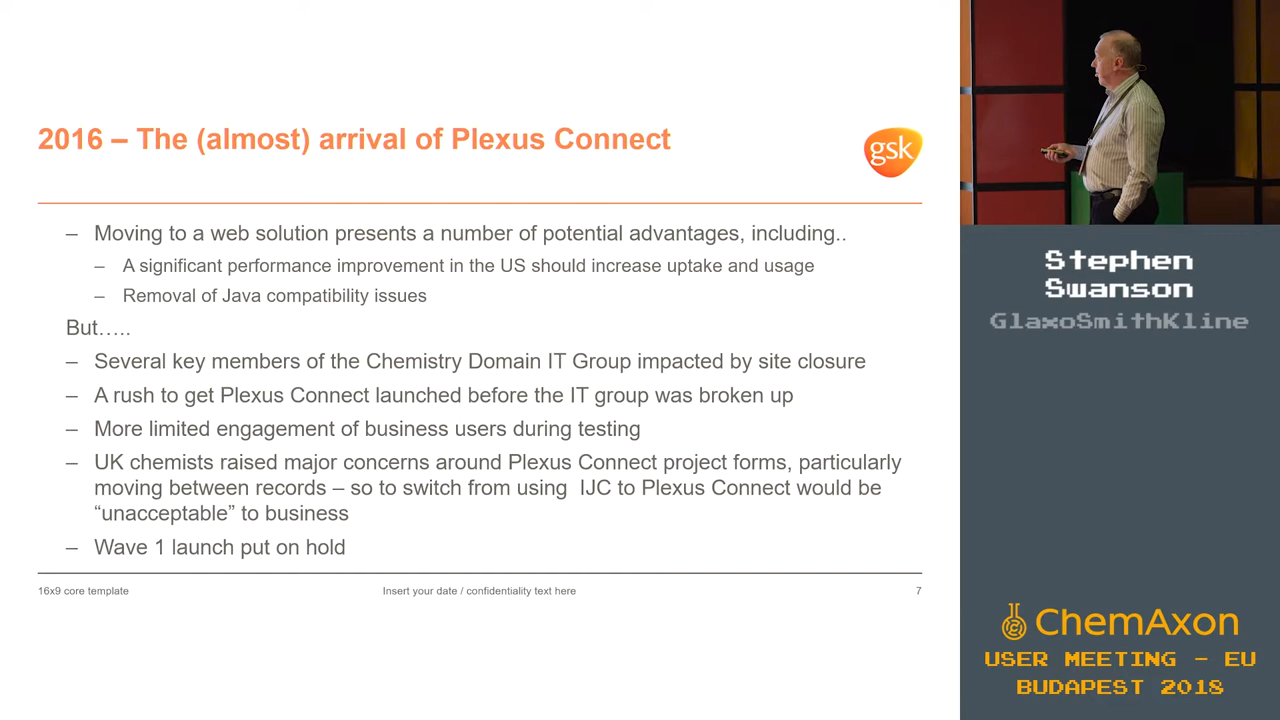 2016 – The (almost) arrival of Plexus Connect
gsk
– Moving to a web solution presents a number of potential advantages, including..
– A significant performance improvement in the US should increase uptake and usage
– Removal of Java compatibility issues
But…..
– Several key members of the Chemistry Domain IT Group impacted by site closure
– A rush to get Plexus Connect launched before the IT group was broken up
– More limited engagement of business users during testing
– UK chemists raised major concerns around Plexus Connect project forms, particularly
moving between records – so to switch from using  IJC to Plexus Connect would be
“unacceptable” to business
– Wave 1 launch put on hold
16x9 core template
Insert your date / confidentiality text here
7
Stephen
Swanson
GlaxoSmithKline
ChemAxon
USER MEETING - EU
BUDAPEST 2018